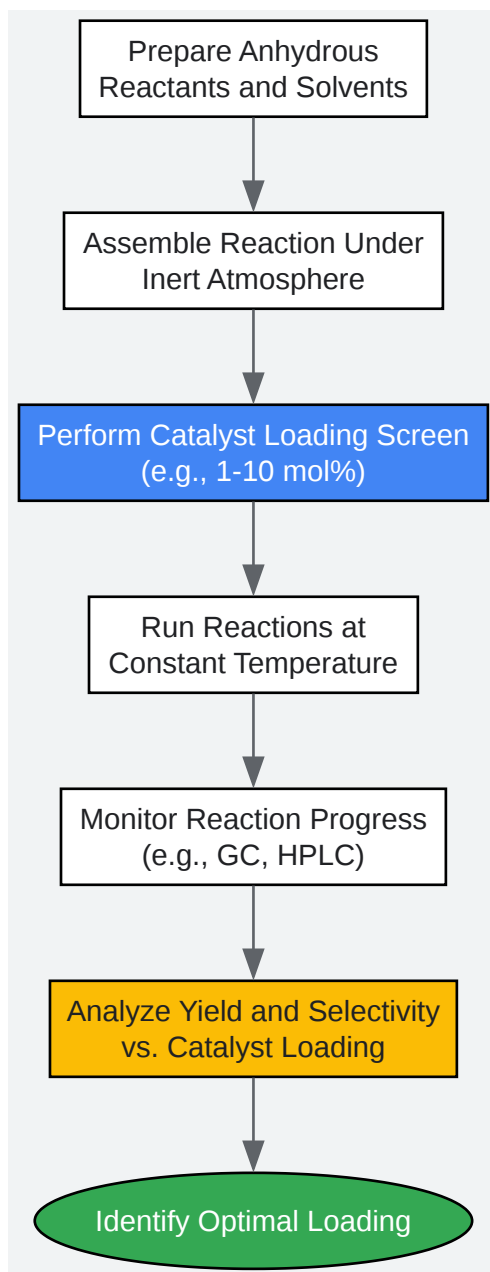 Prepare Anhydrous
Reactants and Solvents
Assemble Reaction Under
Inert Atmosphere
Perform Catalyst Loading Screen
(e.g., 1-10 mol%)
Run Reactions at
Constant Temperature
Monitor Reaction Progress
(e.g., GC, HPLC)
Analyze Yield and Selectivity
vs. Catalyst Loading
Identify Optimal Loading